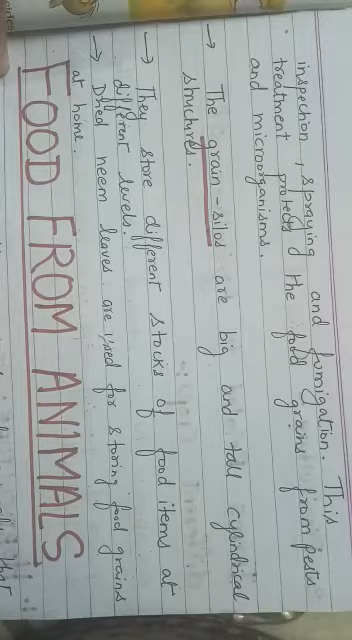 inspection, spraying and fumigation. This
treatment protects the food grains from pests
and microorganisms.
→ The grain-silos are big and tall cylindrical
structures.
→ They store different stocks of food items at
different levels.
→ Dried neem leaves are used for storing food grains
at home.
FOOD FROM ANIMALS